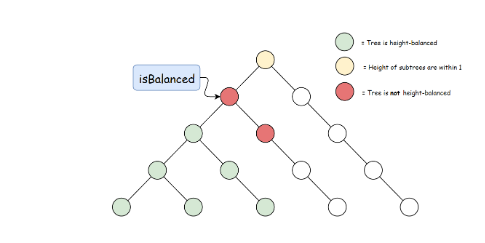 isBalanced
= Tree is height-balanced
= Height of subtrees are within 1
= Tree is not height-balanced